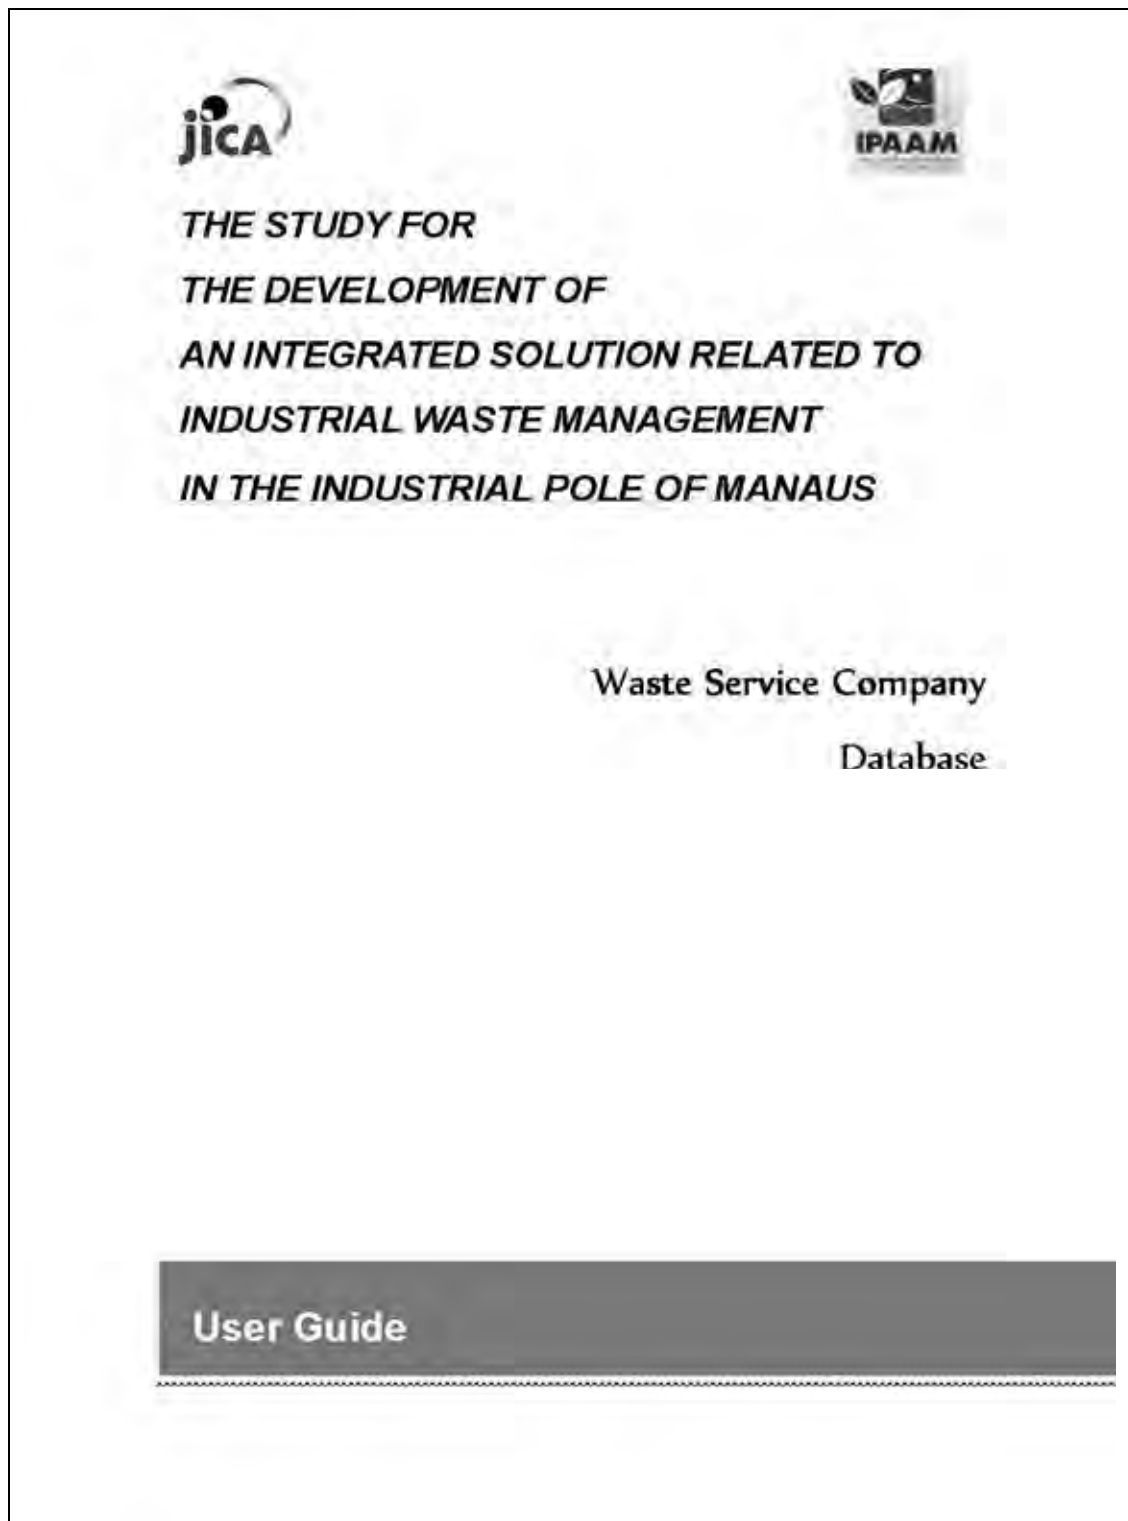 jICA
IPAAM
THE STUDY FOR
THE DEVELOPMENT OF
AN INTEGRATED SOLUTION RELATED TO
INDUSTRIAL WASTE MANAGEMENT
IN THE INDUSTRIAL POLE OF MANAUS
Waste Service Company
Database
User Guide